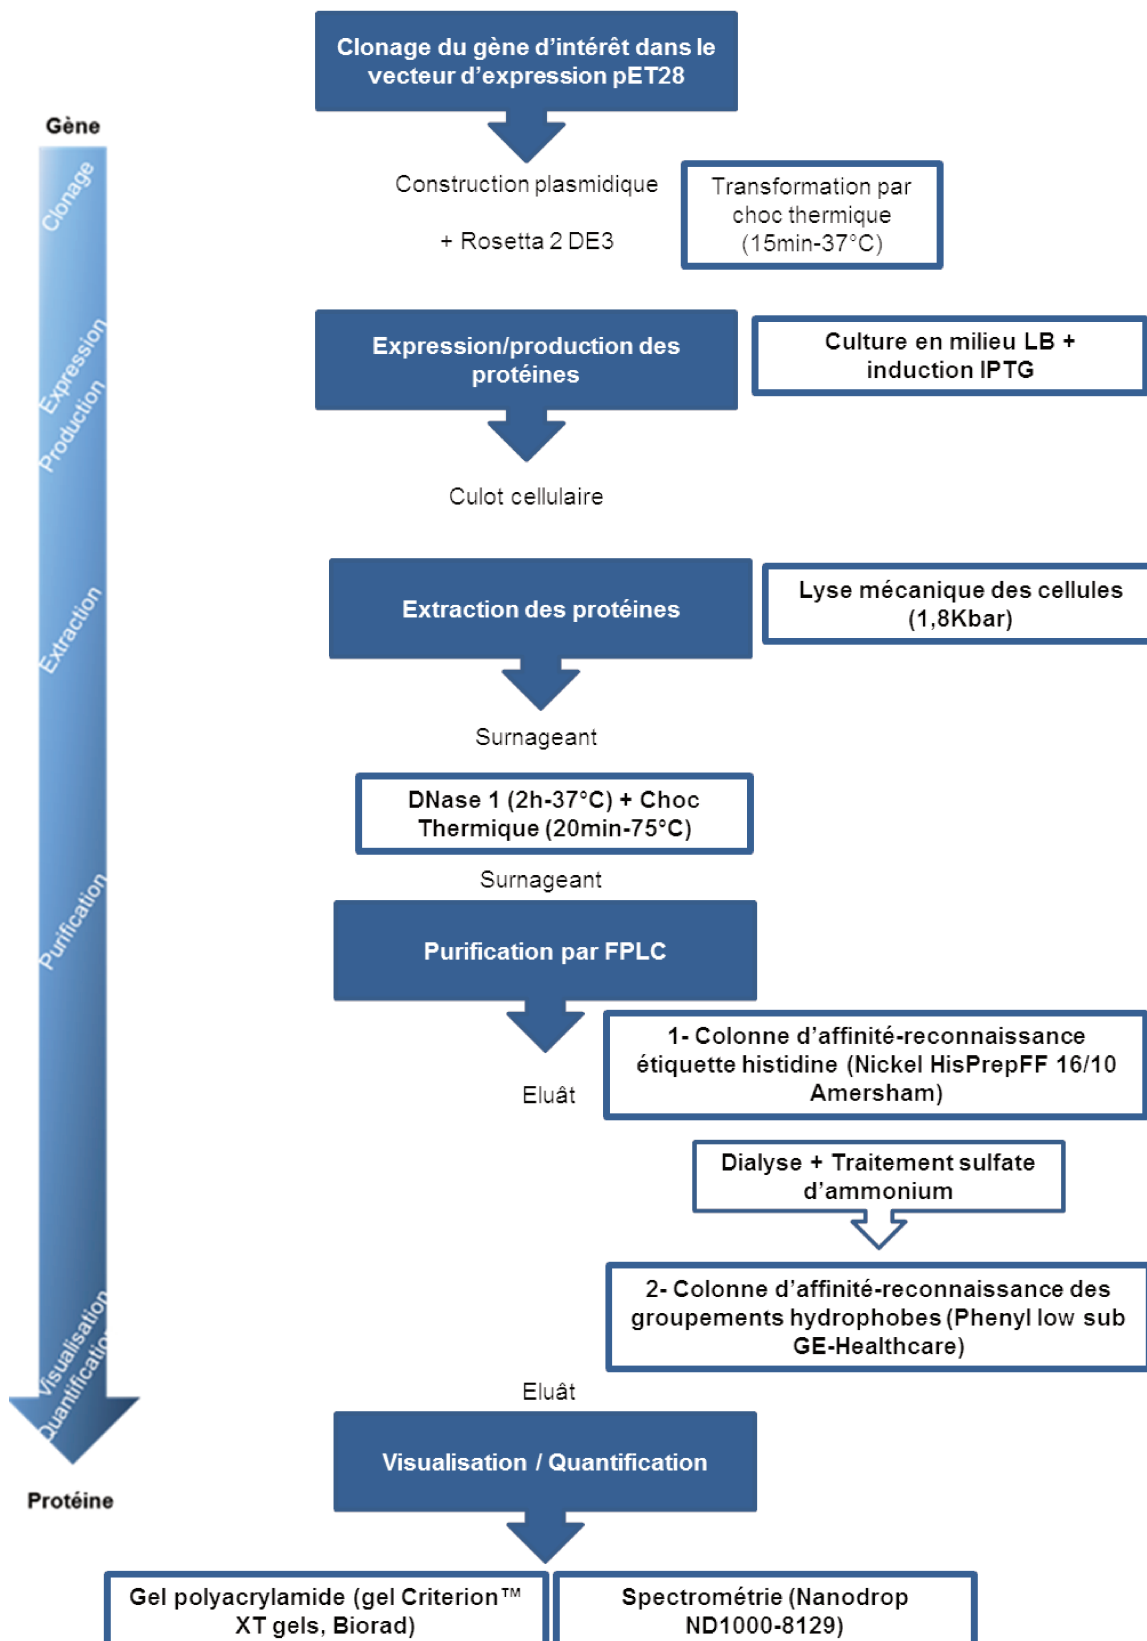 Clonage du gène d'intérêt dans le
vecteur d'expression pET28
Gène
Clonage
Construction plasmidique
+ Rosetta 2 DE3
Transformation par
choc thermique
(15min-37°C)
Expression
Production
Expression/production des
protéines
Culture en milieu LB +
induction IPTG
Culot cellulaire
Extraction
Extraction des protéines
Lyse mécanique des cellules
(1,8Kbar)
Surnageant
DNase 1 (2h-37°C) + Choc
Thermique (20min-75°C)
Surnageant
Purification
Purification par FPLC
1- Colonne d'affinité-reconnaissance
étiquette histidine (Nickel HisPrepFF 16/10
Amersham)
Eluât
Dialyse + Traitement sulfate
d'ammonium
2- Colonne d'affinité-reconnaissance des
groupements hydrophobes (Phenyl low sub
GE-Healthcare)
Eluât
Visualisation
Quantification
Visualisation / Quantification
Protéine
Gel polyacrylamide (gel Criterion™
XT gels, Biorad)
Spectrométrie (Nanodrop
ND1000-8129)